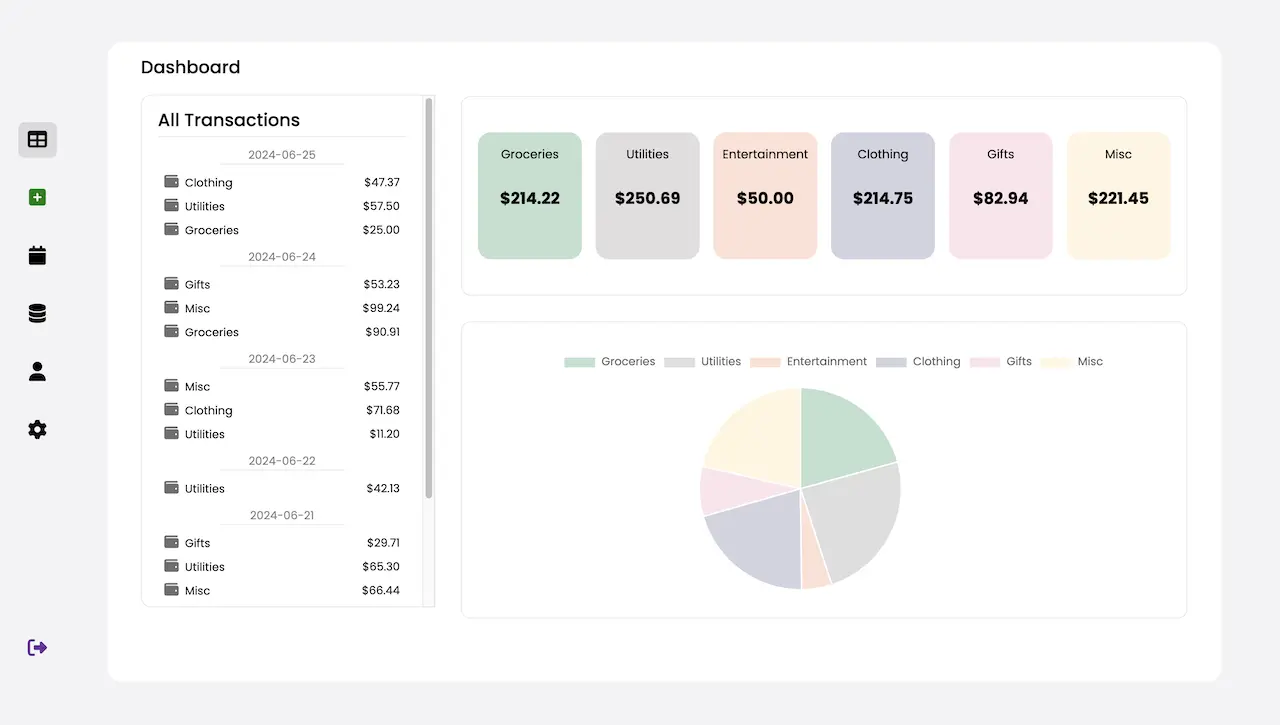 Dashboard
All Transactions
2024-06-25
Clothing $47.37
Utilities $57.50
Groceries $25.00
2024-06-24
Gifts $53.23
Misc $99.24
Groceries $90.91
2024-06-23
Misc $55.77
Clothing $71.68
Utilities $11.20
2024-06-22
Utilities $42.13
2024-06-21
Gifts $29.71
Utilities $65.30
Misc $66.44
Groceries Utilities Entertainment Clothing Gifts Misc
$214.22 $250.69 $50.00 $214.75 $82.94 $221.45
Groceries Utilities Entertainment Clothing Gifts Misc